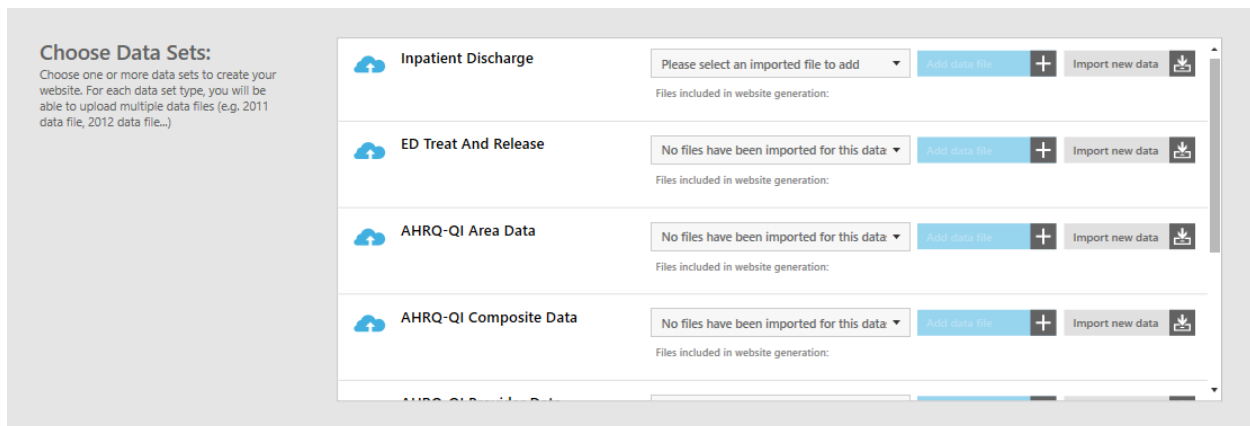 Choose Data Sets:
Choose one or more data sets to create your
website. For each data set type, you will be
able to upload multiple data files (e.g. 2011
data file, 2012 data file...)
Inpatient Discharge
Please select an imported file to add
Add data file
Import new data
Files included in website generation:
ED Treat And Release
No files have been imported for this data
Add data file
Import new data
Files included in website generation:
AHRQ-QI Area Data
No files have been imported for this data
Add data file
Import new data
Files included in website generation:
AHRQ-QI Composite Data
No files have been imported for this data
Add data file
Import new data
Files included in website generation: